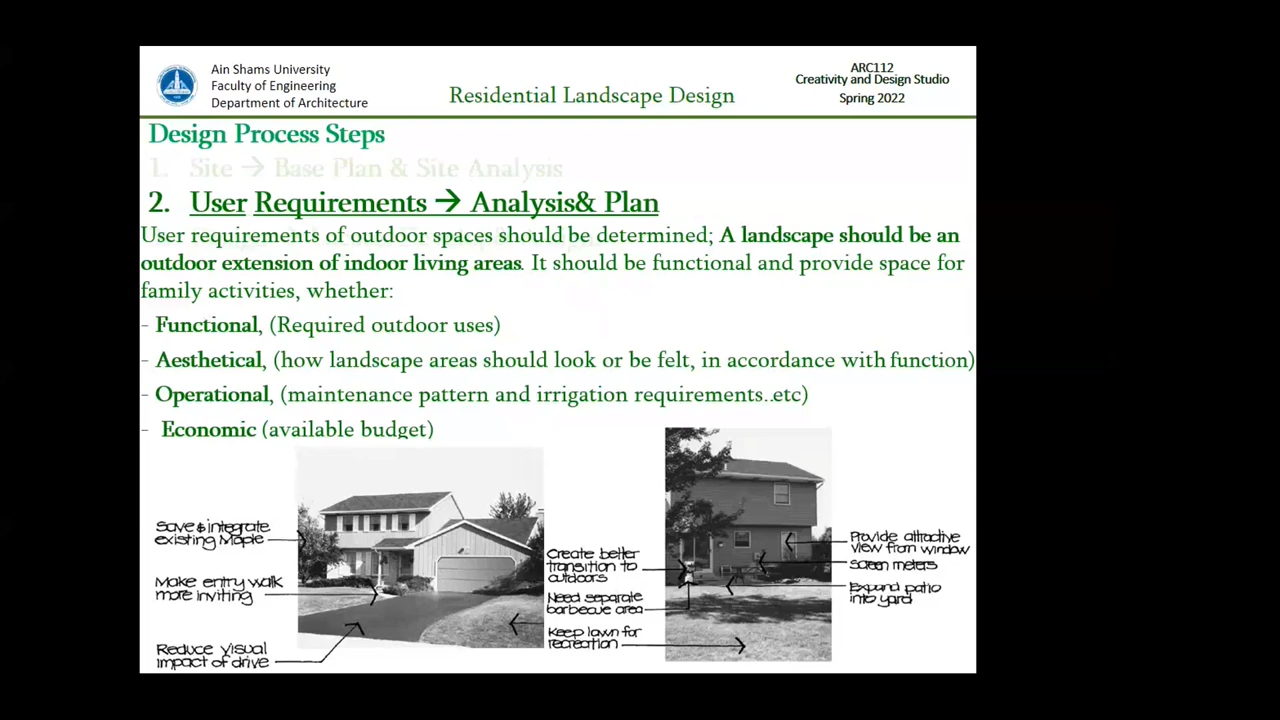 Ain Shams University
Faculty of Engineering
Department of Architecture
Residential Landscape Design
ARC112
Creativity and Design Studio
Spring 2022
Design Process Steps
1. Site → Base Plan & Site Analysis
2. User Requirements → Analysis& Plan
User requirements of outdoor spaces should be determined; A landscape should be an
outdoor extension of indoor living areas. It should be functional and provide space for
family activities, whether:
- Functional, (Required outdoor uses)
- Aesthetical, (how landscape areas should look or be felt, in accordance with function)
- Operational, (maintenance pattern and irrigation requirements..etc)
- Economic (available budget)
Save & integrate
existing Maple
Make entry walk
more inviting
Reduce visual
impact of drive
Create better
transition to
outdoors
Need separate
barbecue area
Keep lawn for
recreation
Provide attractive
view from window
Screen meters
Expand patio
into yard